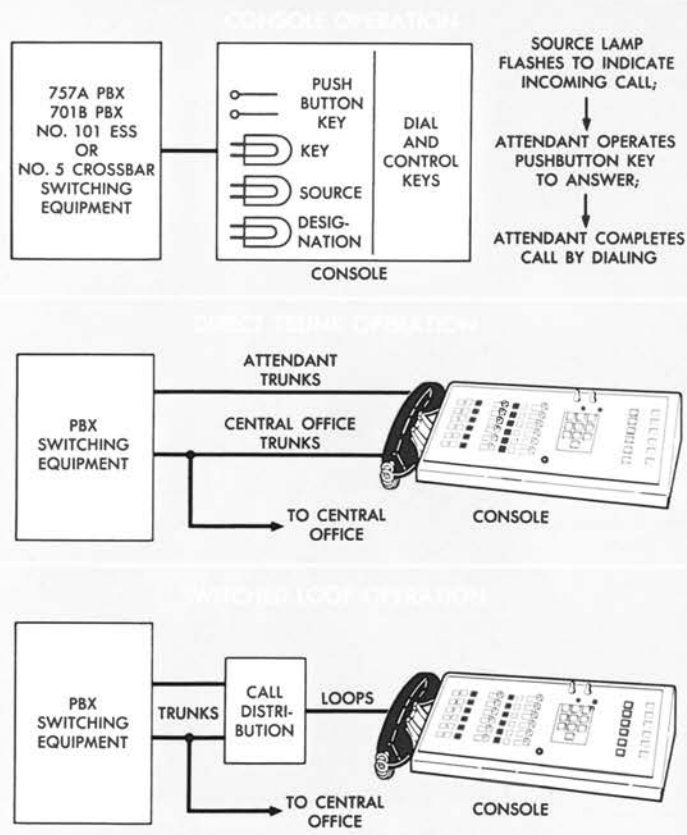 CONSOLE OPERATION
757A PBX
701B PBX
NO. 101 ESS
OR
NO. 5 CROSSBAR
SWITCHING
EQUIPMENT
PUSH
BUTTON
KEY
KEY
SOURCE
DESIG-
NATION
DIAL
AND
CONTROL
KEYS
CONSOLE
SOURCE LAMP
FLASHES TO INDICATE
INCOMING CALL;
ATTENDANT OPERATES
PUSHBUTTON KEY
TO ANSWER;
ATTENDANT COMPLETES
CALL BY DIALING
DIRECT TRUNK OPERATION
PBX
SWITCHING
EQUIPMENT
ATTENDANT
TRUNKS
CENTRAL OFFICE
TRUNKS
TO CENTRAL
OFFICE
CONSOLE
SWITCHED LOOP OPERATION
PBX
SWITCHING
EQUIPMENT
TRUNKS
CALL
DISTRI-
BUTION
LOOPS
TO CENTRAL
OFFICE
CONSOLE